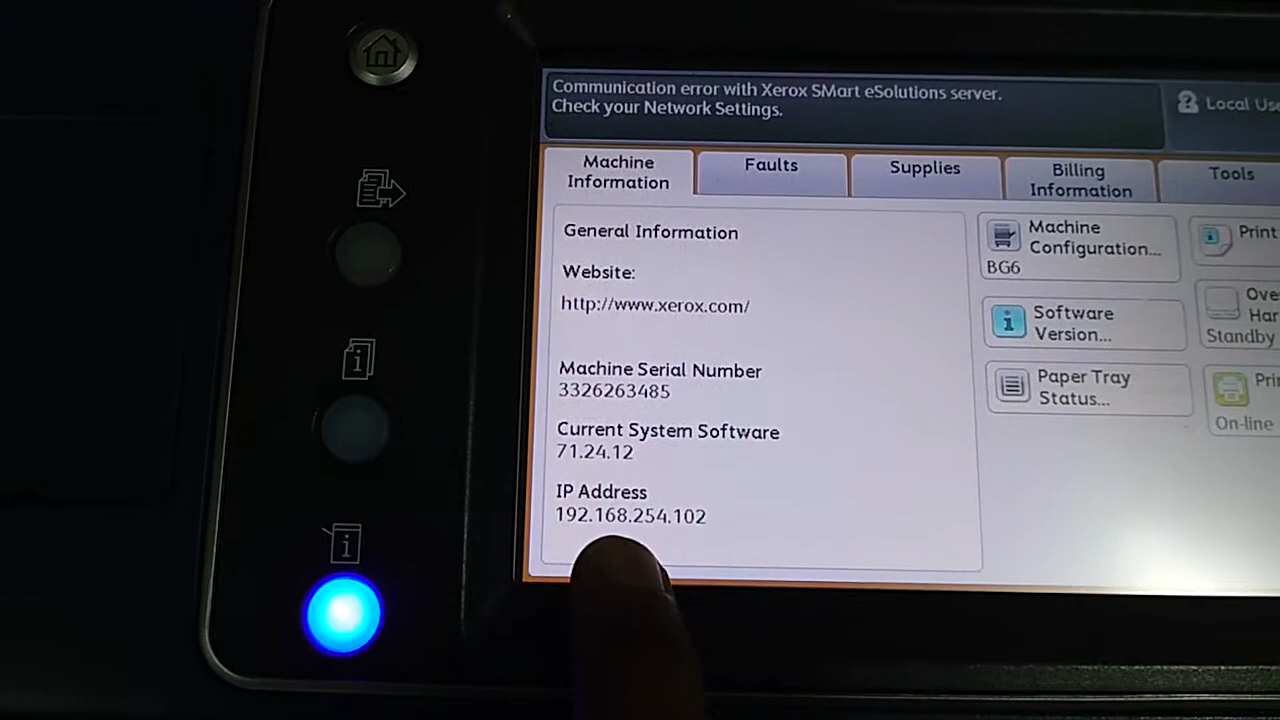 Communication error with Xerox SMart eSolutions server.
Check your Network Settings.
Local
Machine
Information
Faults
Supplies
Billing
Information
Tools
General Information
Website:
http://www.xerox.com/
Machine Serial Number
3326263485
Current System Software
71.24.12
IP Address
192.168.254.102
Machine
Configuration...
BG6
Software
Version...
Paper Tray
Status...
Print
Standby
On-line